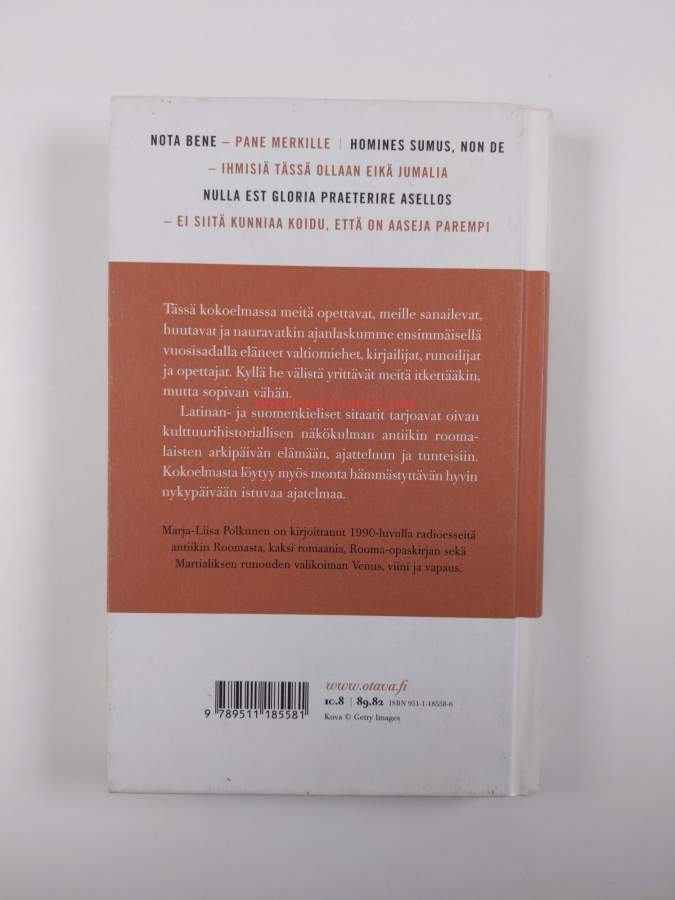 NOTA BENE – PANE MERKILLE | HOMINES SUMUS, NON DE
– IHMISIÄ TÄSSÄ OLLAAN EIKÄ JUMALIA
NULLA EST GLORIA PRAETERIRE ASELLOS
– EI SIITÄ KUNNIAA KOIDU, ETTÄ ON AASEJA PAREMPI
Tässä kokoelmassa meitä opettavat, meille sanailevat,
huutavat ja nauravatkin ajanlaskumme ensimmäisellä
vuosisadalla eläneet valtiomiehet, kirjailijat, runoilijat
ja opettajat. Kyllä he välistä yrittävät meitä itkettääkin,
mutta sopivan vähän.
Latinan- ja suomenkieliset sitaatit tarjoavat oivan
kulttuurihistoriallisen näkökulman antiikin rooma-
laisten arkipäivän elämään, ajatteluun ja tunteisiin.
Kokoelmasta löytyy myös monta hämmästyttävän hyvin
nykypäivään istuvaa ajatelmaa.
Marja-Liisa Polkunen on kirjoittanut 1990-luvulla radioesseitä
antiikin Roomasta, kaksi romaania, Rooma-opaskirjan sekä
Martialiksen runouden valikoiman Venus, viini ja vapaus.
www.otava.fi
10.8 | 89.82 ISBN 951-1-18558-6
Kuva © Getty Images
9 789511 185581